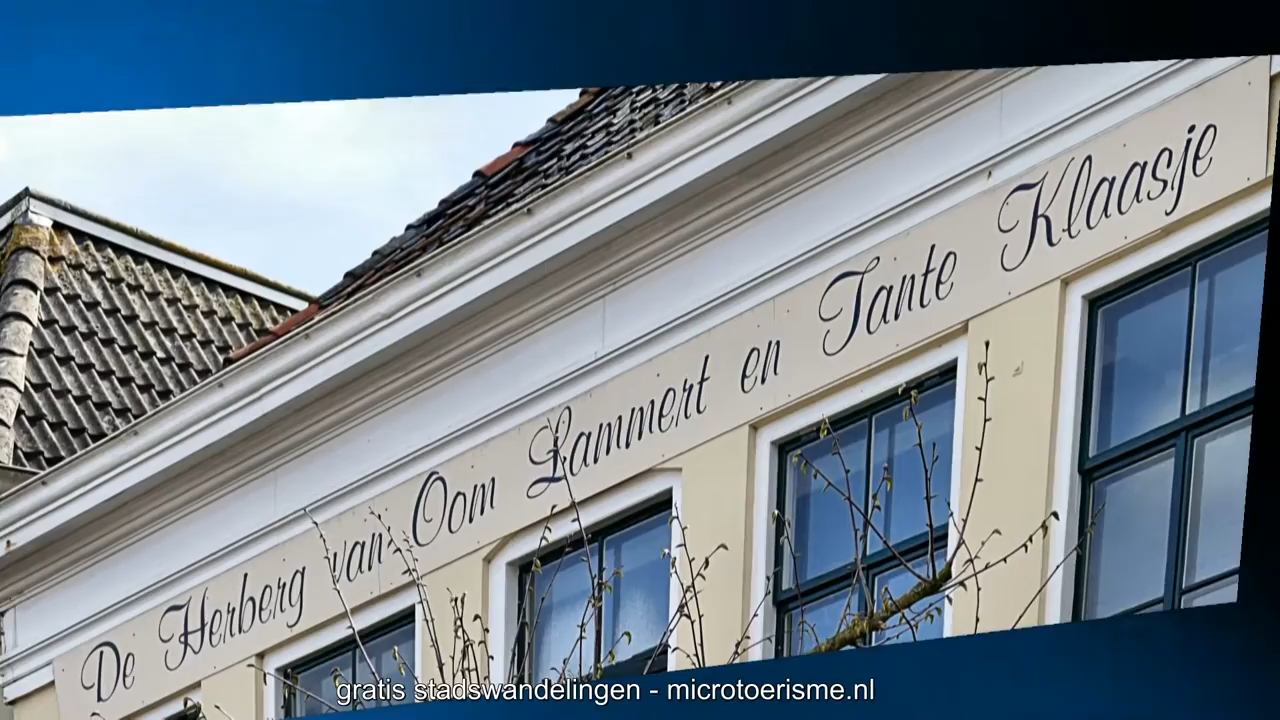 De Herberg van Oom Lammert en Tante Klaasje
gratis stadswandelingen - microtoerisme.nl